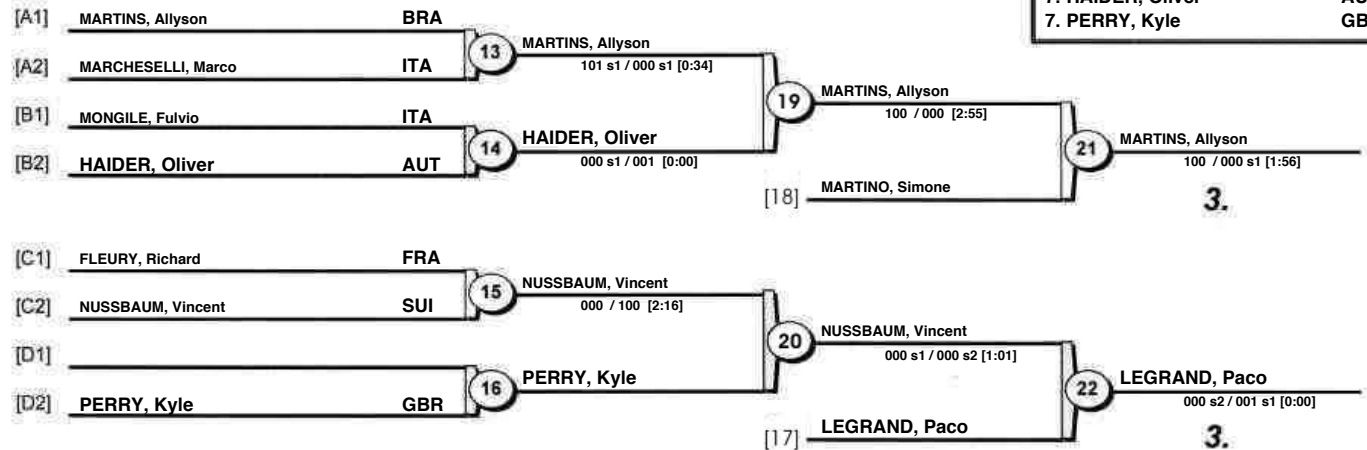 7. HAIDER, Oliver
7. PERRY, Kyle GB
[A1] MARTINS, Allyson BRA
[A2] MARCHESELLI, Marco ITA
13 MARTINS, Allyson
101 s1 / 000 s1 [0:34]
[B1] MONGILE, Fulvio ITA
[B2] HAIDER, Oliver AUT
14 HAIDER, Oliver
000 s1 / 001 [0:00]
19 MARTINS, Allyson
100 / 000 [2:55]
[18] MARTINO, Simone
21 MARTINS, Allyson
100 / 000 s1 [1:56]
3.
[C1] FLEURY, Richard FRA
[C2] NUSSBAUM, Vincent SUI
15 NUSSBAUM, Vincent
000 / 100 [2:16]
[D1]
[D2] PERRY, Kyle GBR
16 PERRY, Kyle
20 NUSSBAUM, Vincent
000 s1 / 000 s2 [1:01]
[17] LEGRAND, Paco
22 LEGRAND, Paco
000 s2 / 001 s1 [0:00]
3.